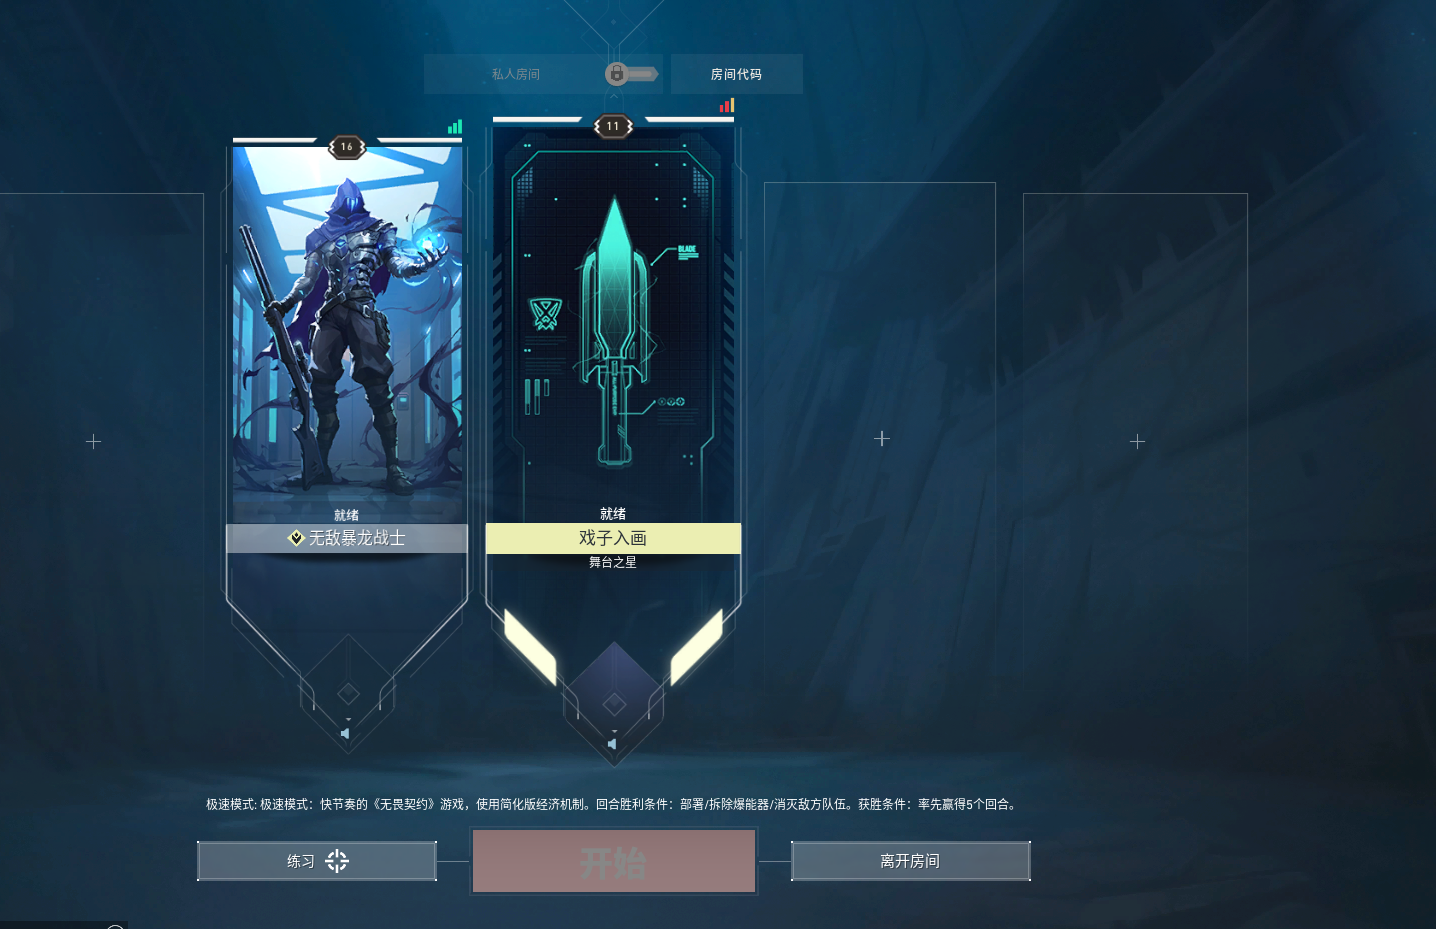 私人房间
房间代码
16
11
BLADE
就绪
无敌暴龙战士
就绪
戏子入画
舞台之星
极速模式: 极速模式：快节奏的《无畏契约》游戏，使用简化版经济机制。回合胜利条件：部署/拆除爆能器/消灭敌方队伍。获胜条件：率先赢得5个回合。
练习
开始
离开房间